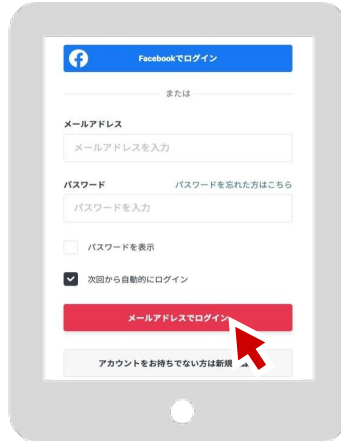 Facebookでログイン
または
メールアドレス
メールアドレスを入力
パスワード パスワードを忘れた方はこちら
パスワードを入力
パスワードを表示
次回から自動的にログイン
メールアドレスでログイン
アカウントをお持ちでない方は新規